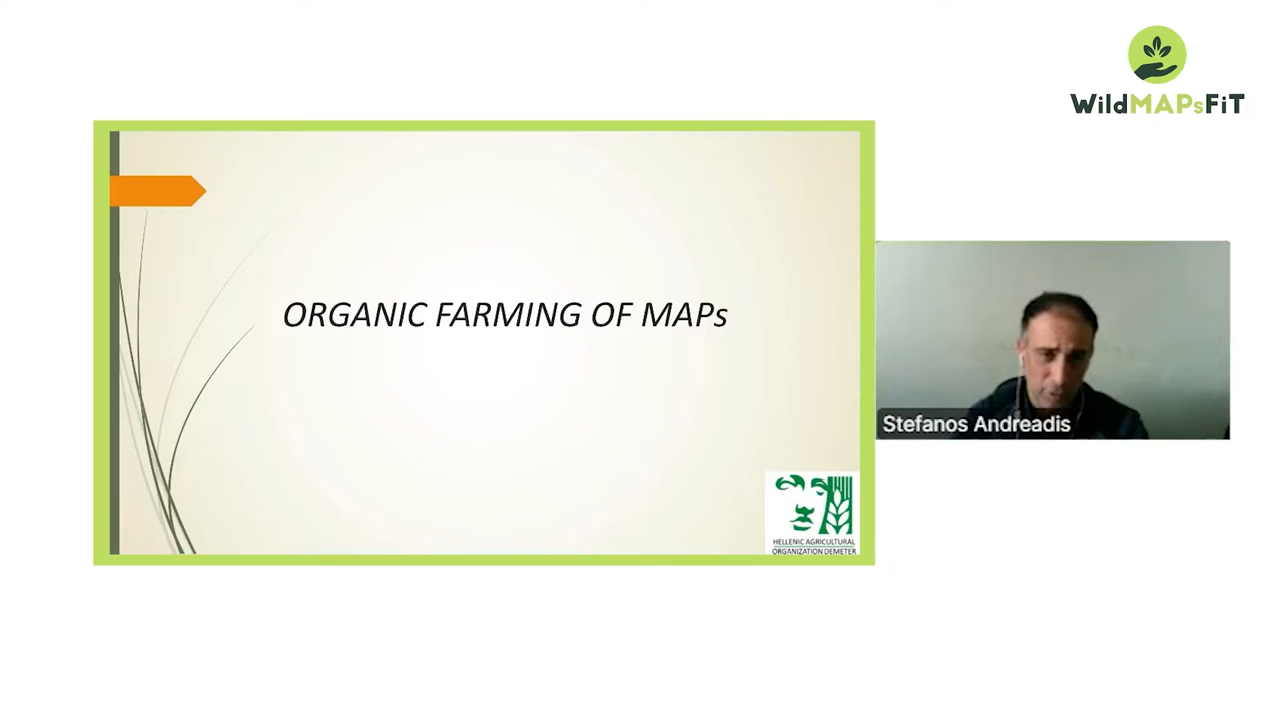 WildMAPsFiT
ORGANIC FARMING OF MAPs
Stefanos Andreadis
HELLENIC AGRICULTURAL
ORGANIZATION DEMETER